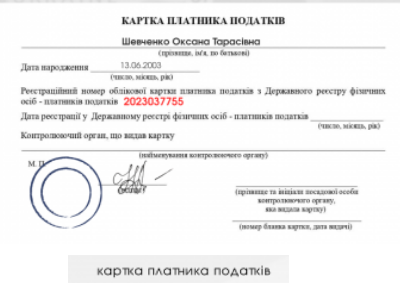 КАРТКА ПЛАТНИКА ПОДАТКІВ
Шевченко Оксана Тарасівна
(прізвище, ім'я, по батькові)
Дата народження 13.06.2003
(число, місяць, рік)
Реєстраційний номер облікової картки платника податків з Державного реєстру фізичних
осіб - платників податків 2023037755
Дата реєстрації у Державному реєстрі фізичних осіб - платників податків
(число, місяць, рік)
Контролюючий орган, що видав картку
(найменування контролюючого органу)
М. П.
(прізвище та ініціали посадової особи
контролюючого органу,
яка видала картку)
(номер бланка картки, дата видачі)
картка платника податків